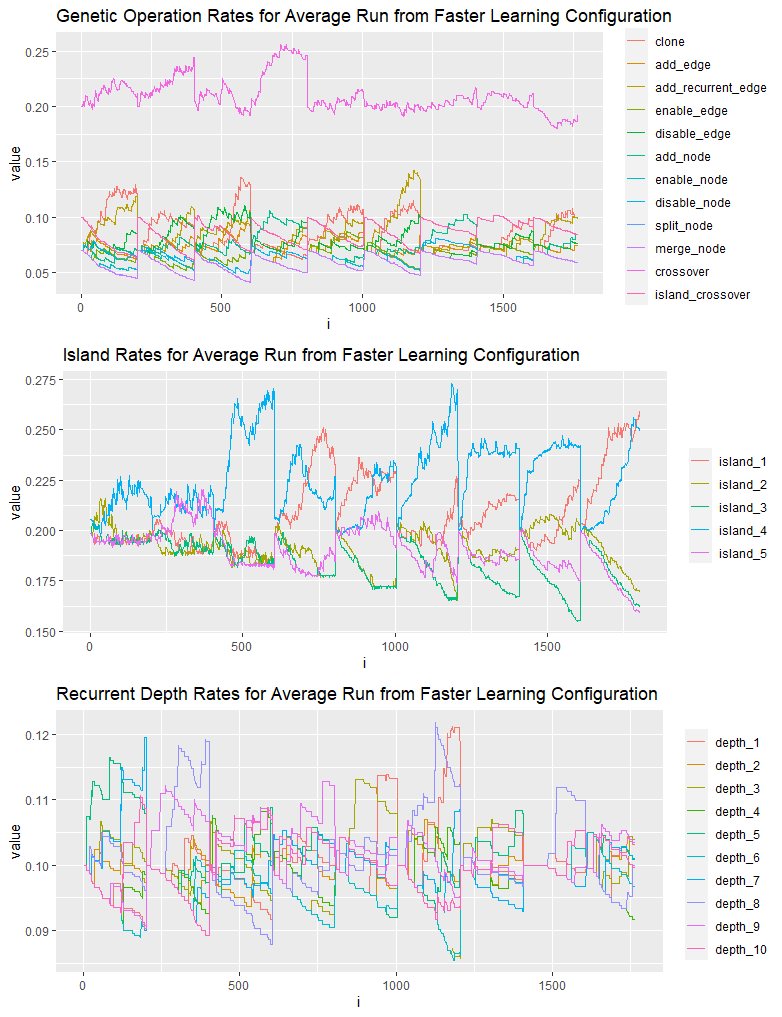 Genetic Operation Rates for Average Run from Faster Learning Configuration
value
0.25
0.20
0.15
0.10
0.05
0
500
1000
1500
i
clone
add_edge
add_recurrent_edge
enable_edge
disable_edge
add_node
enable_node
disable_node
split_node
merge_node
crossover
island_crossover
Island Rates for Average Run from Faster Learning Configuration
value
0.275
0.250
0.225
0.200
0.175
0.150
0
500
1000
1500
i
island_1
island_2
island_3
island_4
island_5
Recurrent Depth Rates for Average Run from Faster Learning Configuration
value
0.12
0.11
0.10
0.09
0
500
1000
1500
i
depth_1
depth_2
depth_3
depth_4
depth_5
depth_6
depth_7
depth_8
depth_9
depth_10